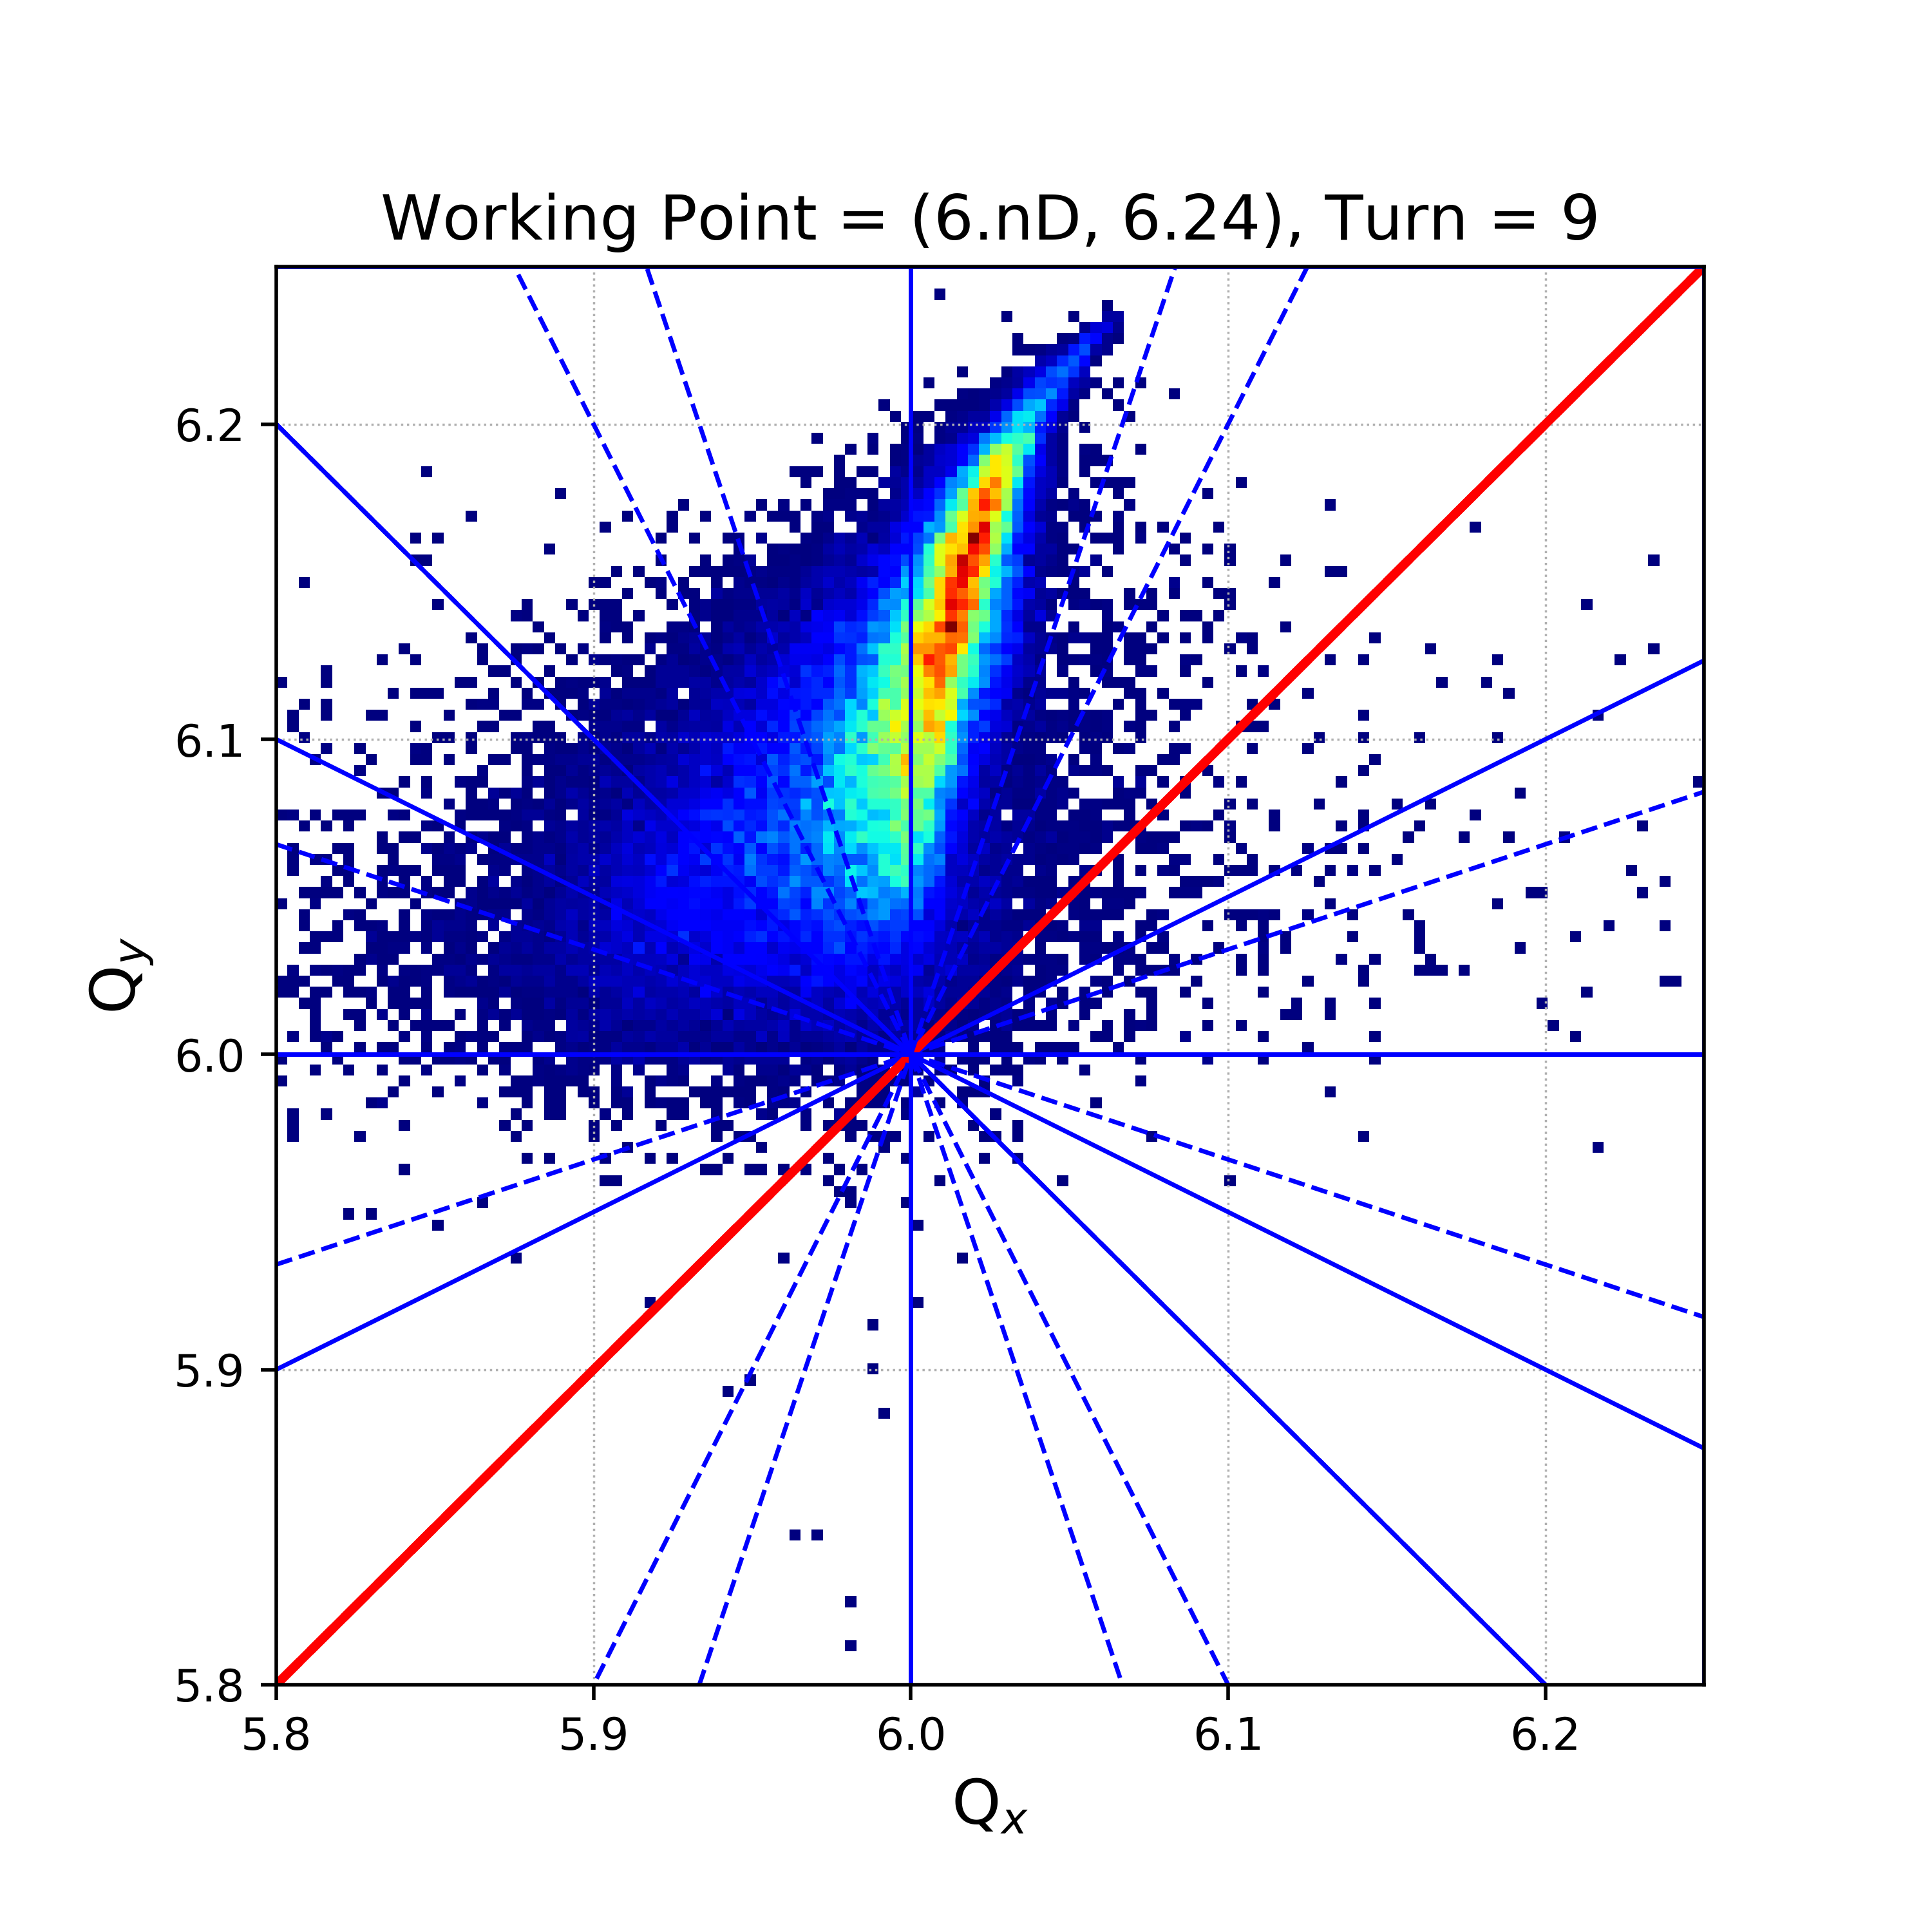 Working Point = (6.nD, 6.24), Turn = 9
6.2
6.1
6.0
5.9
5.8
Qy
5.8 5.9 6.0 6.1 6.2
Qx